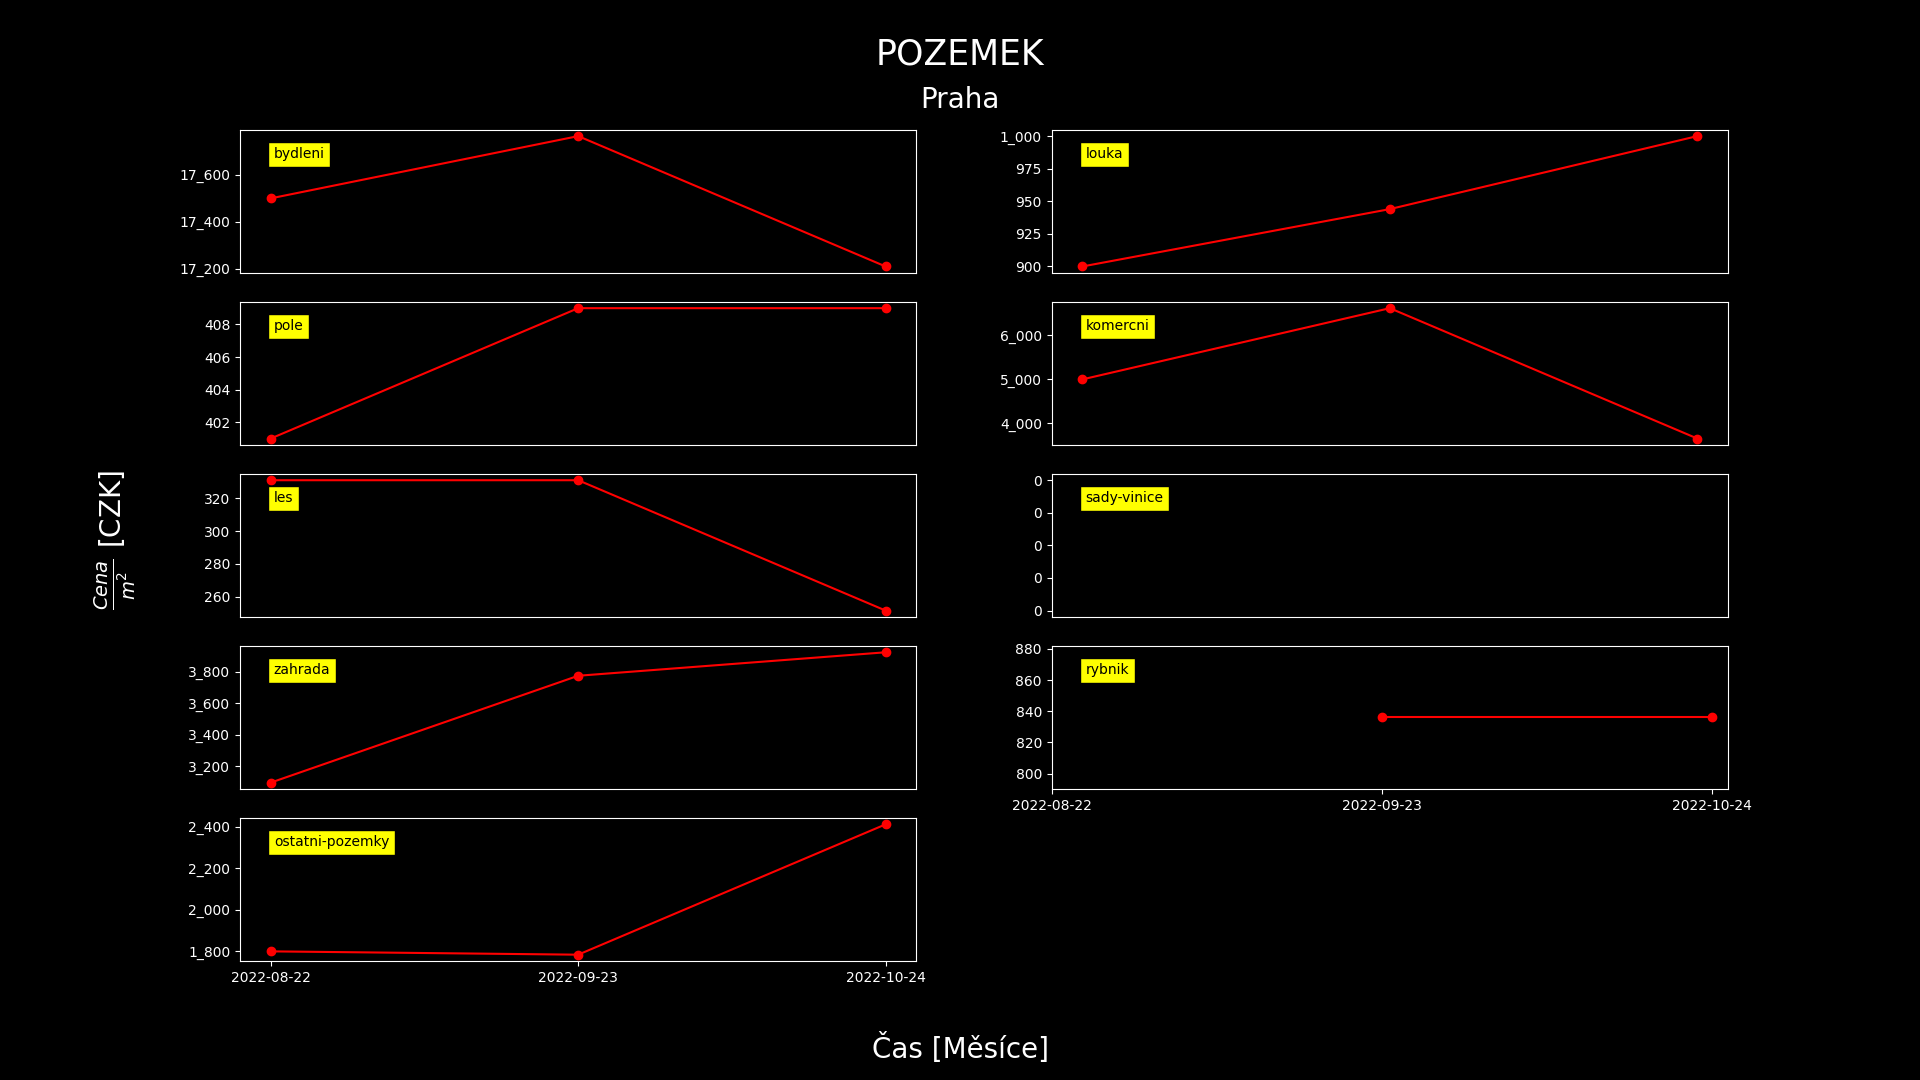 POZEMEK
Praha
bydleni
17_600
17_400
17_200
louka
1_000
975
950
925
900
pole
408
406
404
402
komercni
6_000
5_000
4_000
les
320
300
280
260
sady-vinice
0
0
0
0
0
zahrada
3_800
3_600
3_400
3_200
rybnik
880
860
840
820
800
2022-08-22 2022-09-23 2022-10-24
ostatni-pozemky
2_400
2_200
2_000
1_800
2022-08-22 2022-09-23 2022-10-24
Cena/m² [CZK]
Čas [Měsíce]